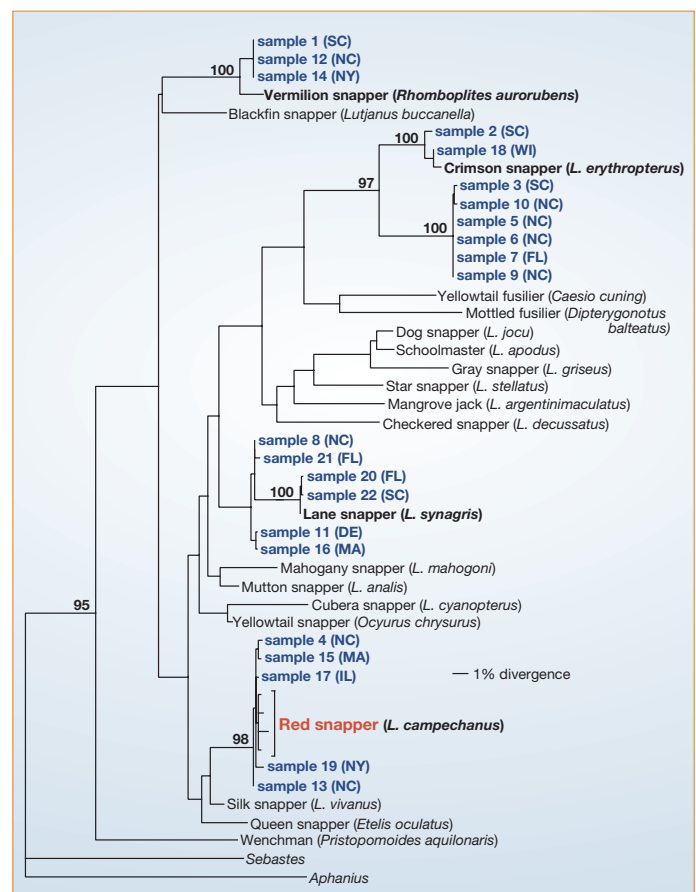 sample 1 (SC)
sample 12 (NC)
100
sample 14 (NY)
Vermilion snapper (Rhomboplites aurorubens)
Blackfin snapper (Lutjanus buccanella)
100
sample 2 (SC)
sample 18 (WI)
Crimson snapper (L. erythropterus)
97
sample 3 (SC)
sample 10 (NC)
sample 5 (NC)
100
sample 6 (NC)
sample 7 (FL)
sample 9 (NC)
Yellowtail fusilier (Caesio cuning)
Mottled fusilier (Dipterygonotus
balteatus)
Dog snapper (L. jocu)
Schoolmaster (L. apodus)
Gray snapper (L. griseus)
Star snapper (L. stellatus)
Mangrove jack (L. argentinimaculatus)
Checkered snapper (L. decussatus)
sample 8 (NC)
sample 21 (FL)
sample 20 (FL)
100
sample 22 (SC)
Lane snapper (L. synagris)
sample 11 (DE)
sample 16 (MA)
Mahogany snapper (L. mahogoni)
Mutton snapper (L. analis)
95
Cubera snapper (L. cyanopterus)
Yellowtail snapper (Ocyurus chrysurus)
sample 4 (NC)
sample 15 (MA)
sample 17 (IL)
1% divergence
Red snapper (L. campechanus)
98
sample 19 (NY)
sample 13 (NC)
Silk snapper (L. vivanus)
Queen snapper (Etelis oculatus)
Wenchman (Pristopomoides aquilonaris)
Sebastes
Aphanius